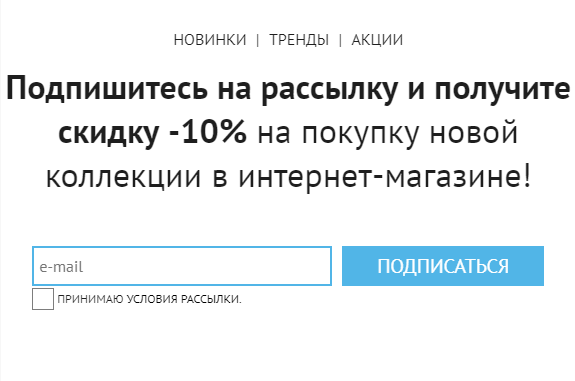 НОВИНКИ | ТРЕНДЫ | АКЦИИ
Подпишитесь на рассылку и получите
скидку -10% на покупку новой
коллекции в интернет-магазине!
e-mail ПОДПИСАТЬСЯ
ПРИНИМАЮ УСЛОВИЯ РАССЫЛКИ.